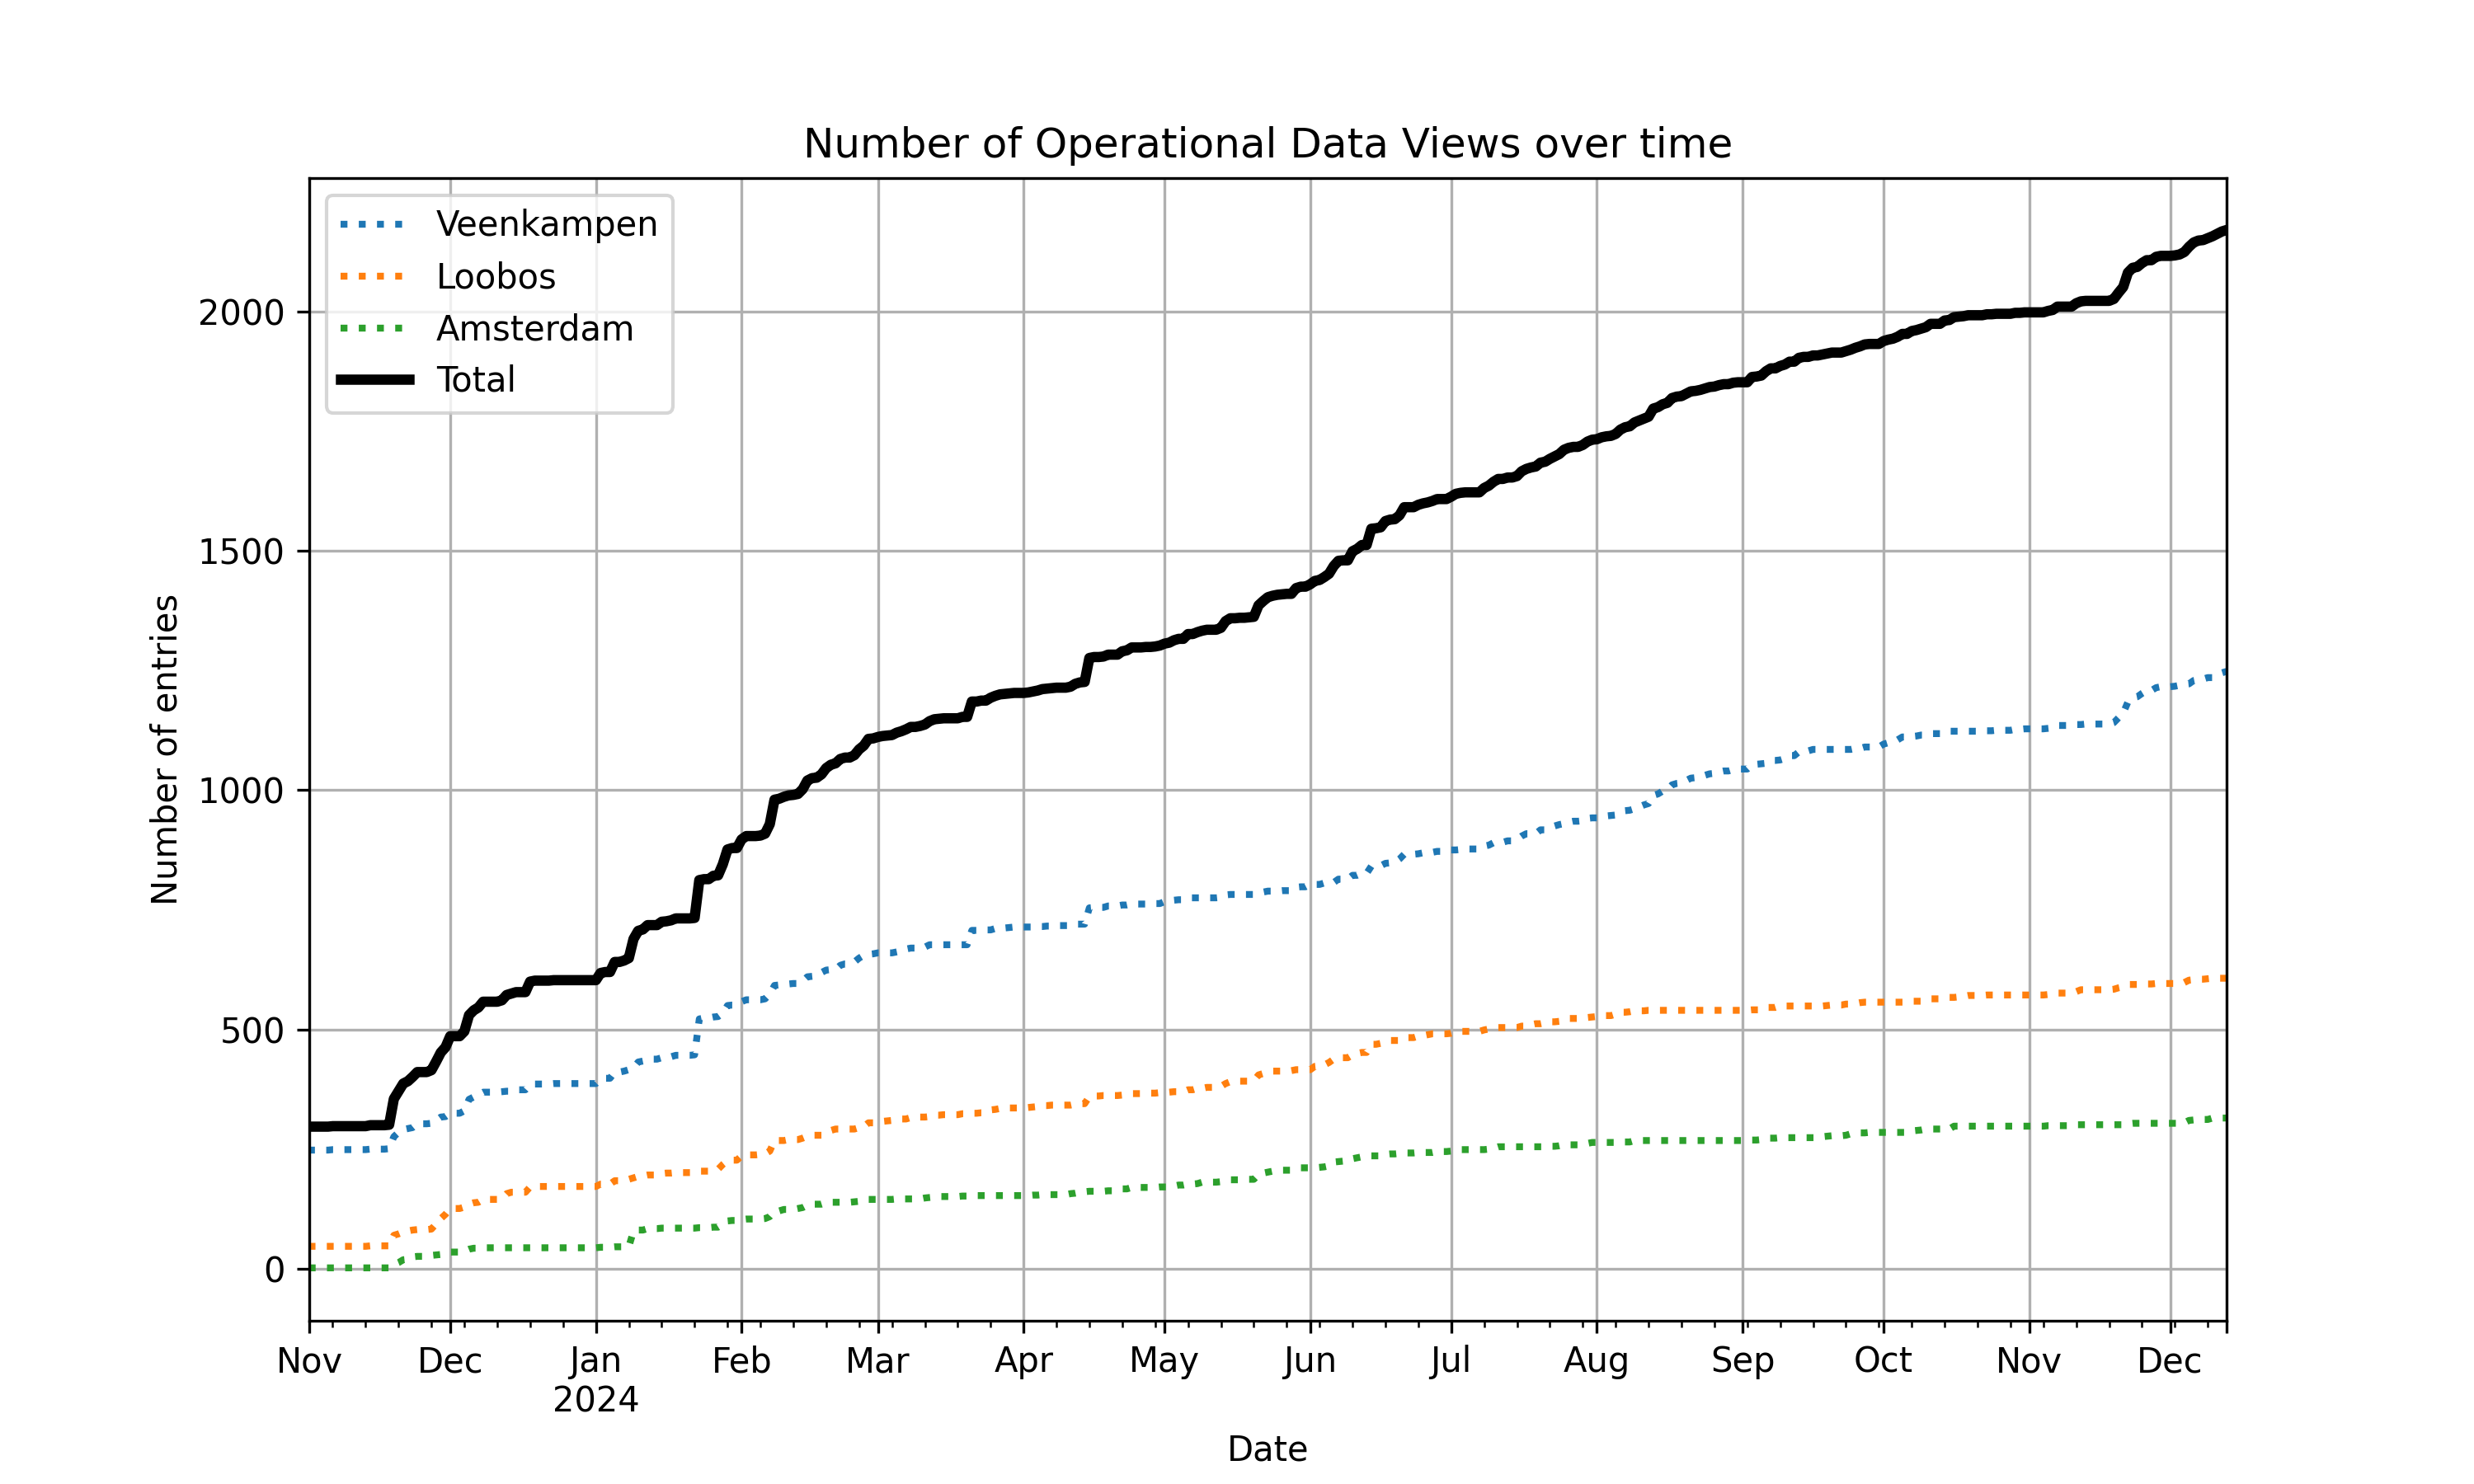 Number of Operational Data Views over time
Veenkampen
Loobos
Amsterdam
Total
Number of entries
2000
1500
1000
500
0
Nov Dec Jan Feb Mar Apr May Jun Jul Aug Sep Oct Nov Dec
2024
Date